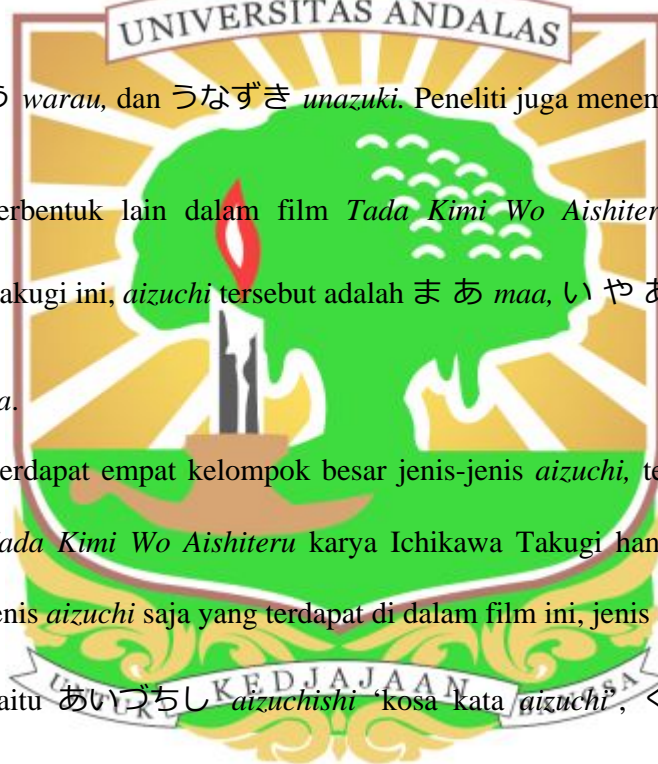 UNIVERSITAS ANDALAS
う warau, dan うなずき unazuki. Peneliti juga menem
erbentuk lain dalam film Tada Kimi Wo Aishiter
akugi ini, aizuchi tersebut adalah ま あ maa, い や あ
a.
erdapat empat kelompok besar jenis-jenis aizuchi, te
ada Kimi Wo Aishiteru karya Ichikawa Takugi han
enis aizuchi saja yang terdapat di dalam film ini, jenis
aitu あいづちし aizuchishi ‘kosa kata aizuchi’, く
UNTUK KEDJAJAAN BANGSA